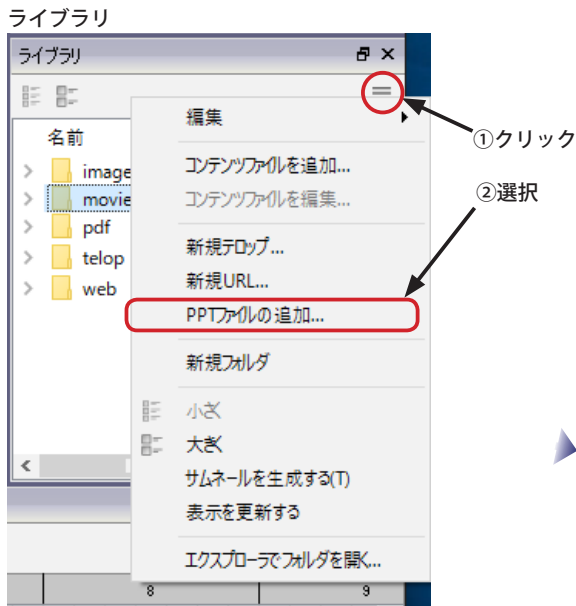 ライブラリ
ライブラリ
名前
image
movie
pdf
telop
web
編集
コンテンツファイルを追加...
コンテンツファイルを編集...
新規テロップ...
新規URL...
PPTファイルの追加...
新規フォルダ
小さく
大きく
サムネールを生成する(T)
表示を更新する
エクスプローラでフォルダを開く...
①クリック
②選択
8
9